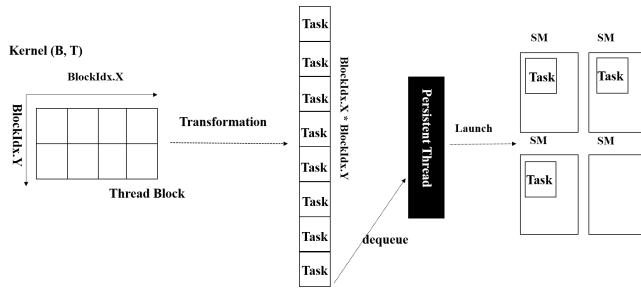 Kernel (B, T)
BlockIdx.X
BlockIdx.Y
Thread Block
Transformation
Task
Task
Task
Task
Task
Task
Task
Task
BlockIdx.X * BlockIdx.Y
dequeue
Persistent Thread
Launch
SM
SM
Task
Task
SM
SM
Task